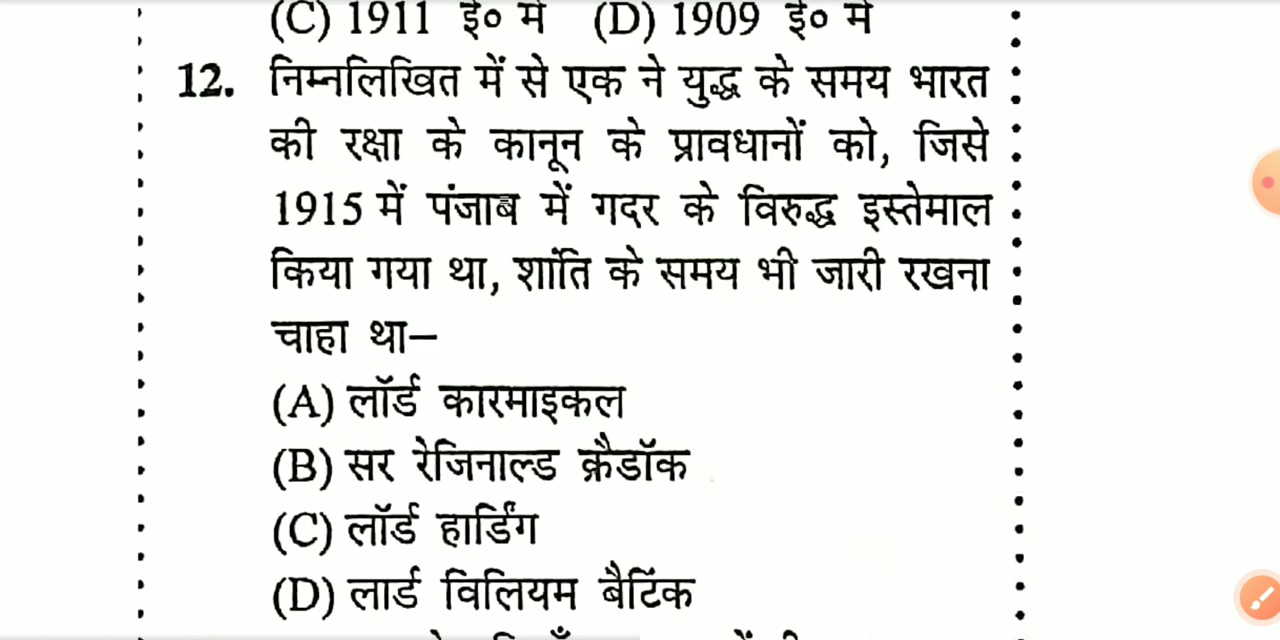 (C) 1911 ई० में (D) 1909 ई० में
12. निम्नलिखित में से एक ने युद्ध के समय भारत
की रक्षा के कानून के प्रावधानों को, जिसे
1915 में पंजाब में गदर के विरुद्ध इस्तेमाल
किया गया था, शांति के समय भी जारी रखना
चाहा था–
(A) लॉर्ड कारमाइकल
(B) सर रेजिनाल्ड क्रैडॉक
(C) लॉर्ड हार्डिंग
(D) लार्ड विलियम बैटिंक